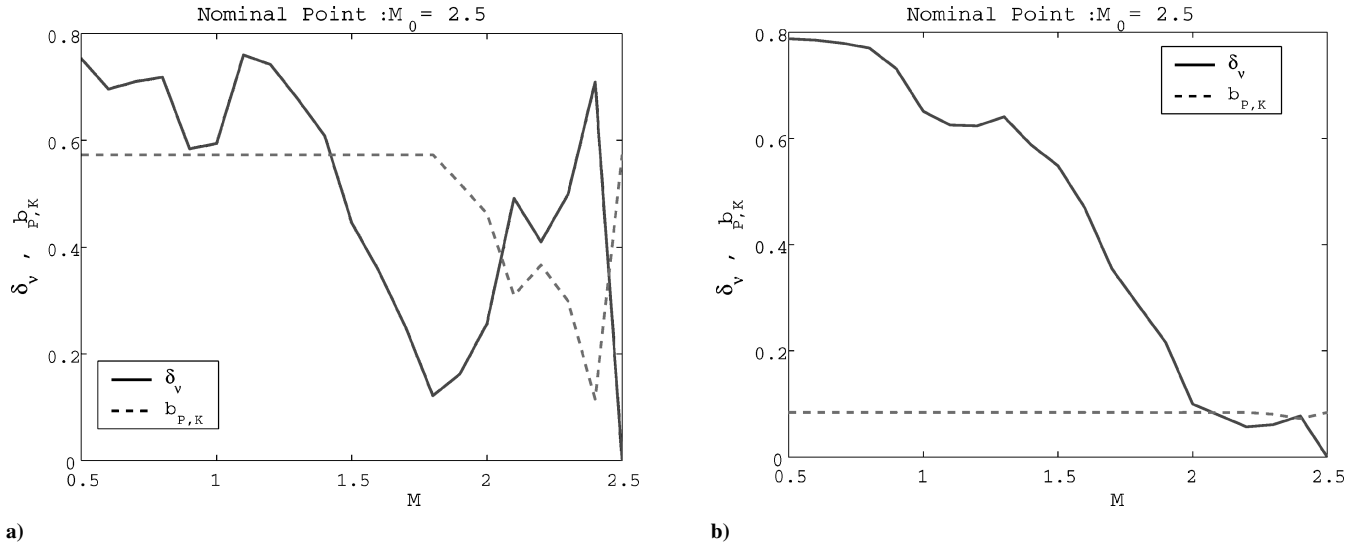 Nominal Point :M0= 2.5
0.8
0.6
0.4
0.2
0
δν , bP,K
δν
bP,K
0.5
1
1.5
2
2.5
M
a)
Nominal Point :M0= 2.5
0.8
0.6
0.4
0.2
0
δν , bP,K
δν
bP,K
0.5
1
1.5
2
2.5
M
b)